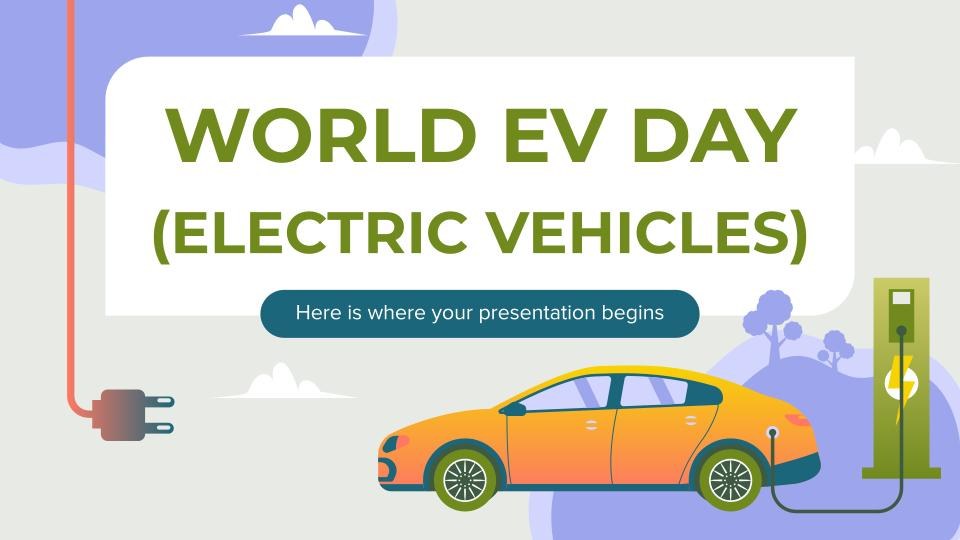 WORLD EV DAY
(ELECTRIC VEHICLES)
Here is where your presentation begins